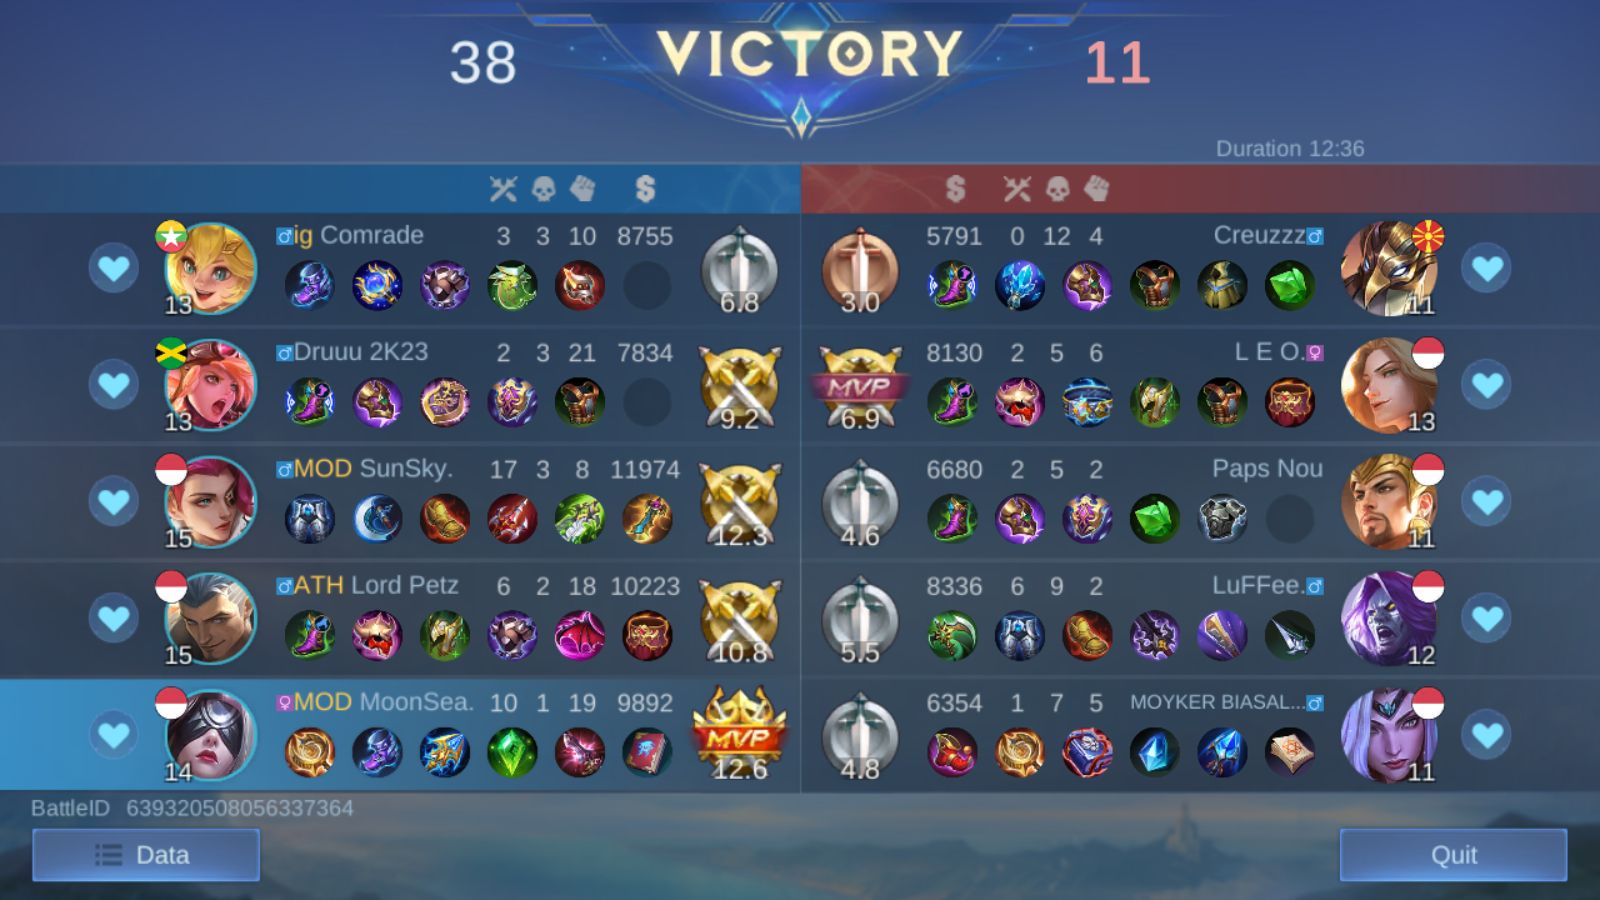 38 VICTORY 11
Duration 12:36
ig Comrade 3 3 10 8755 6.8 13
3.0 5791 0 12 4 Creuzzz 11
Druuu 2K23 2 3 21 7834 9.2 13
MVP 6.9 8130 2 5 6 L E O. 13
MOD SunSky. 17 3 8 11974 12.3 15
4.6 6680 2 5 2 Paps Nou 11
ATH Lord Petz 6 2 18 10223 10.8 15
5.5 8336 6 9 2 LuFFee. 12
MOD MoonSea. 10 1 19 9892 MVP 12.6 14
4.8 6354 1 7 5 MOYKER BIASAL... 11
BattleID 639320508056337364
Data
Quit